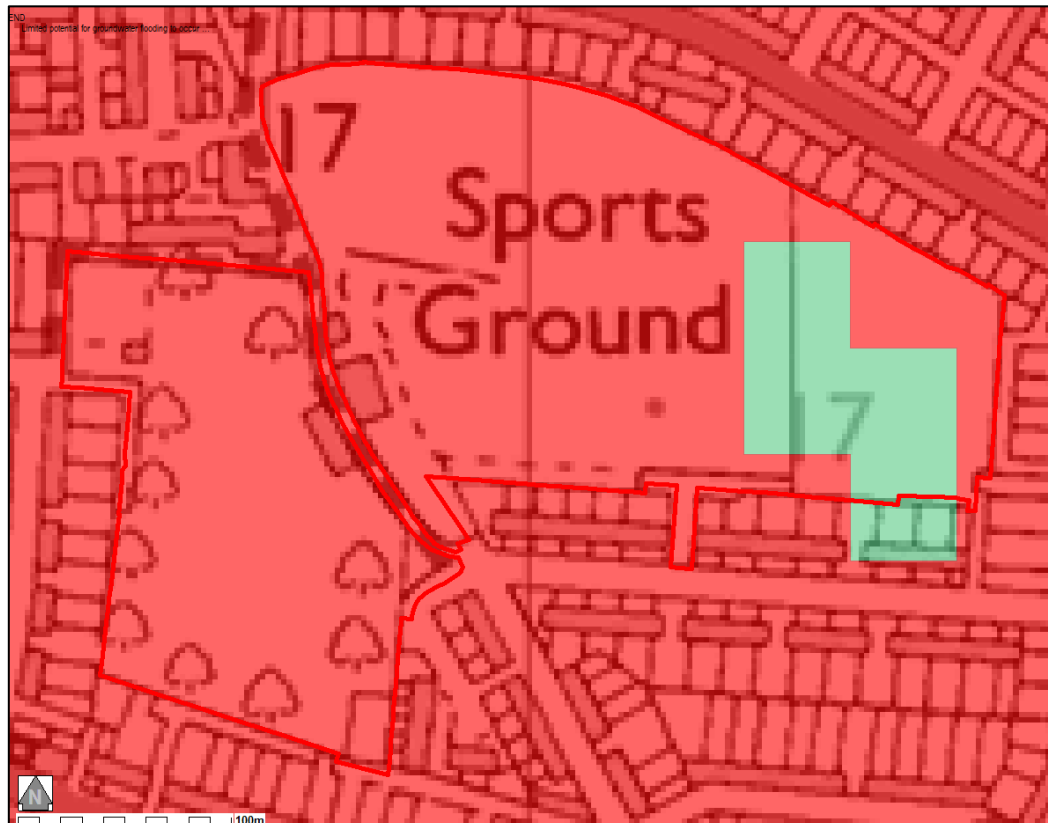 END
Limited potential for groundwater flooding to occur ...
17
Sports
Ground
17
N
100m